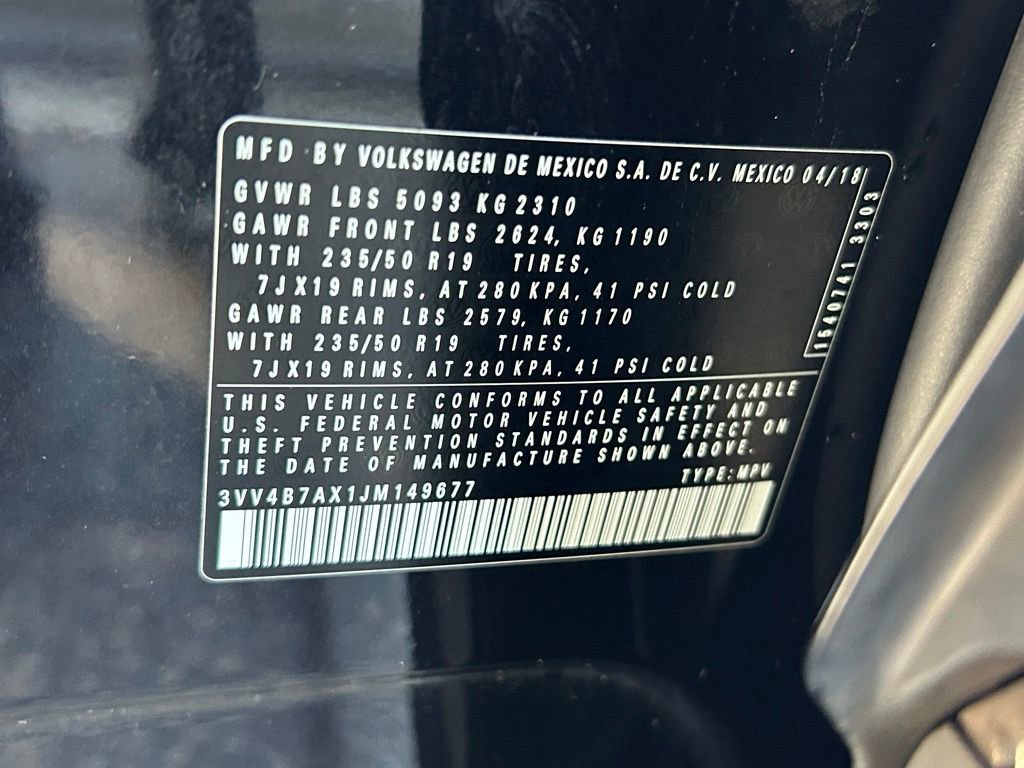 MFD BY VOLKSWAGEN DE MEXICO S.A. DE C.V. MEXICO 04/18
GVWR LBS 5093 KG 2310
GAWR FRONT LBS 2624, KG 1190
WITH 235/50 R19 TIRES,
7JX19 RIMS, AT 280 KPA, 41 PSI COLD
GAWR REAR LBS 2579, KG 1170
WITH 235/50 R19 TIRES,
7JX19 RIMS, AT 280 KPA, 41 PSI COLD
1540741 3303
THIS VEHICLE CONFORMS TO ALL APPLICABLE
U.S. FEDERAL MOTOR VEHICLE SAFETY AND
THEFT PREVENTION STANDARDS IN EFFECT ON
THE DATE OF MANUFACTURE SHOWN ABOVE.
TYPE:MPV
3VV4B7AX1JM149677